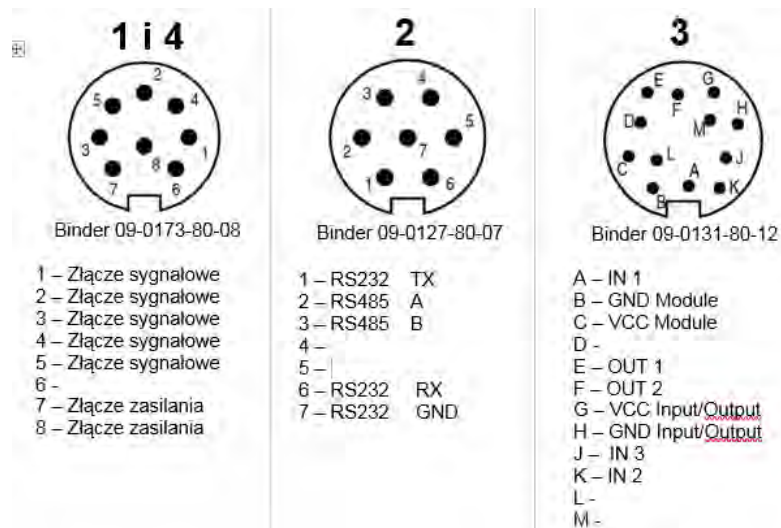 1 i 4
2
5
4
3
8
1
7
6
Binder 09-0173-80-08
1 – Złącze sygnałowe
2 – Złącze sygnałowe
3 – Złącze sygnałowe
4 – Złącze sygnałowe
5 – Złącze sygnałowe
6 -
7 – Złącze zasilania
8 – Złącze zasilania
2
4
3
5
2
7
1
6
Binder 09-0127-80-07
1 – RS232 TX
2 – RS485 A
3 – RS485 B
4 –
5 –
6 – RS232 RX
7 – RS232 GND
3
E
G
F
H
D
M
L
J
C
A
K
B
Binder 09-0131-80-12
A – IN 1
B – GND Module
C – VCC Module
D -
E – OUT 1
F – OUT 2
G – VCC Input/Output
H – GND Input/Output
J – IN 3
K – IN 2
L -
M -